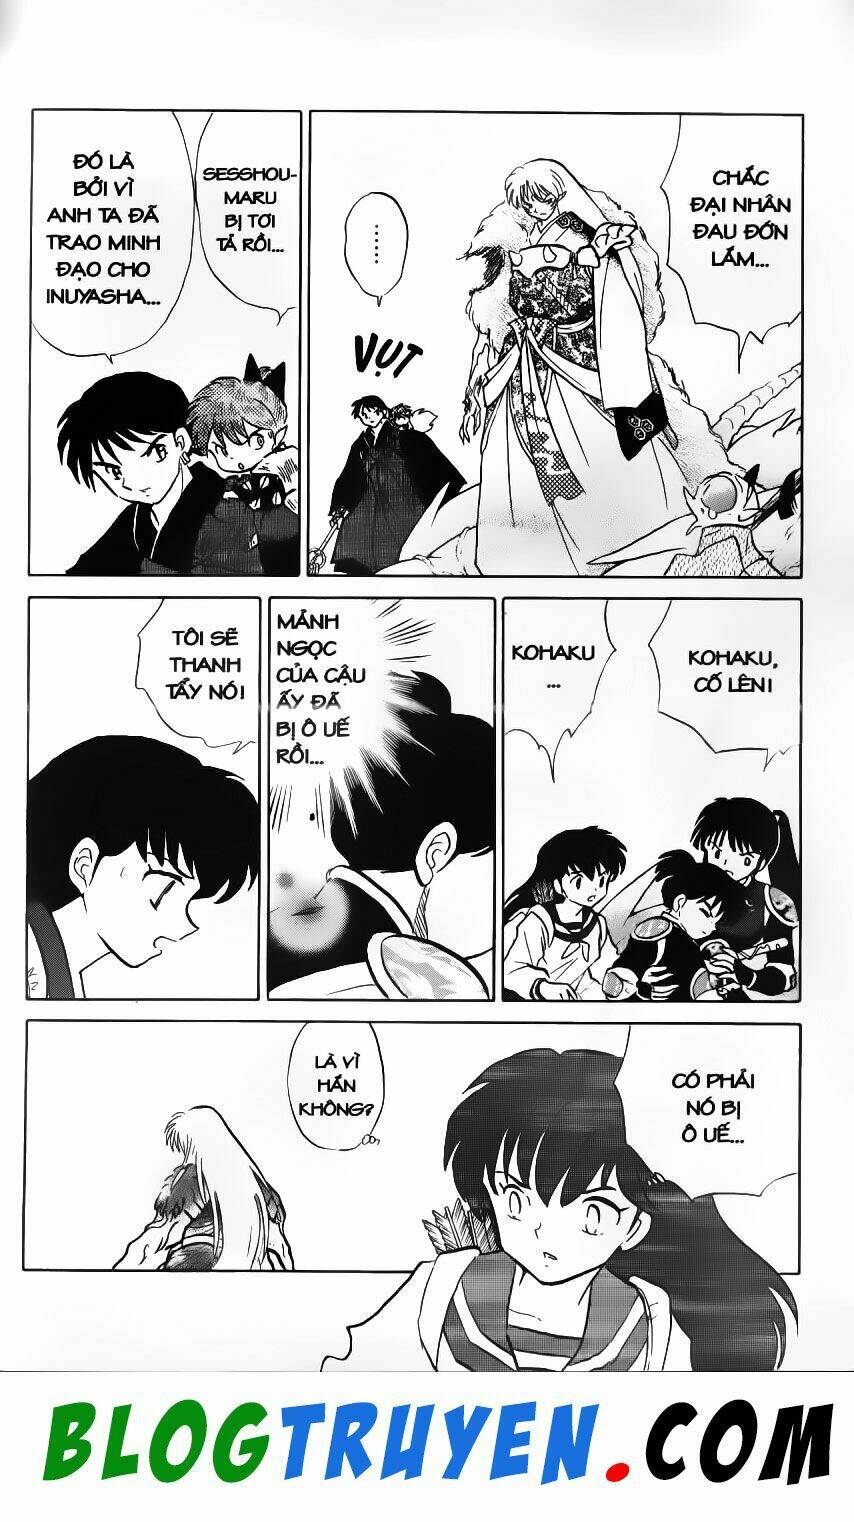 CHẮC
ĐẠI NHÂN
ĐAU ĐỚN
LẮM...
........
VỤT
SESSHOU-
MARU
BỊ TƠI
TẢ RỒI...
ĐÓ LÀ
BỞI VÌ
ANH TA ĐÃ
TRAO MINH
ĐẠO CHO
INUYASHA...
KOHAKU,
CỐ LÊN!
KOHAKU
...
MẢNH
NGỌC
CỦA CẬU
ẤY ĐÃ
BỊ Ô UẾ
RỒI...
TÔI SẼ
THANH
TẨY NÓ!
CÓ PHẢI
NÓ BỊ
Ô UẾ...
LÀ VÌ
HẮN
KHÔNG?
BLOGTRUYEN.COM